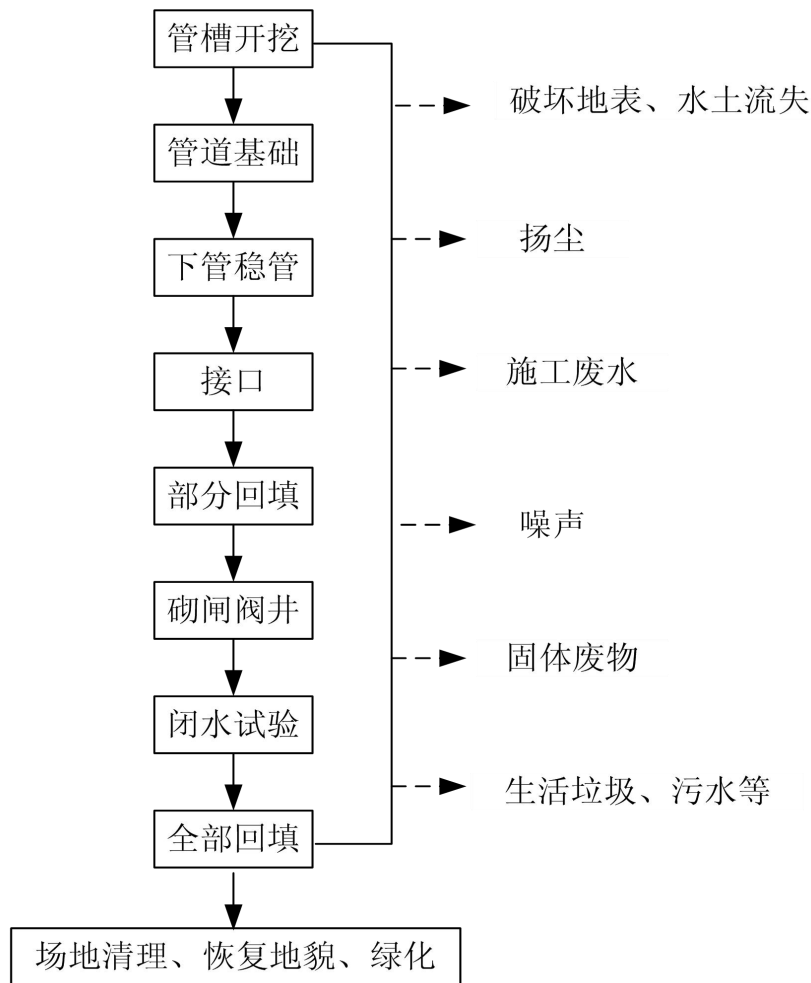 管槽开挖
破坏地表、水土流失
管道基础
扬尘
下管稳管
施工废水
接口
部分回填
噪声
砌闸阀井
固体废物
闭水试验
生活垃圾、污水等
全部回填
场地清理、恢复地貌、绿化